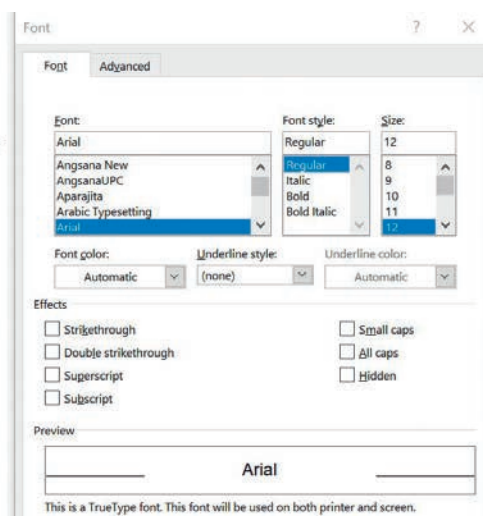 Font ? ×
Font Advanced
Font: Font style: Size:
Arial Regular 12
Angsana New Regular 8
AngsanaUPC Italic 9
Aparajita Bold 10
Arabic Typesetting Bold Italic 11
Arial 12
Font color: Underline style: Underline color:
Automatic (none) Automatic
Effects
Strikethrough Small caps
Double strikethrough All caps
Superscript Hidden
Subscript
Preview
Arial
This is a TrueType font. This font will be used on both printer and screen.